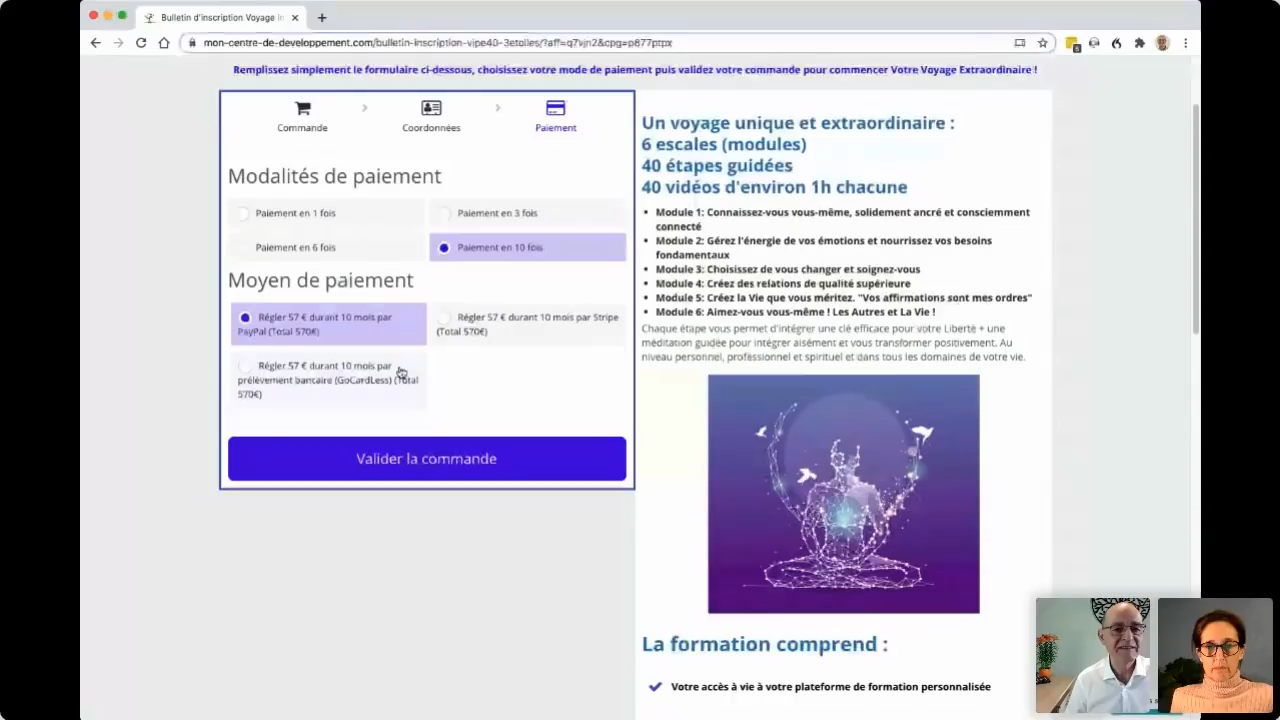 Bulletin d'inscription Voyage In
mon-centre-de-developpement.com/bulletin-inscription-vipe40-3etoiles/?aff=q7vjn2&cpg=p877ptpx
Remplissez simplement le formulaire ci-dessous, choisissez votre mode de paiement puis validez votre commande pour commencer Votre Voyage Extraordinaire !
Commande
Coordonnées
Paiement
Modalités de paiement
Paiement en 1 fois
Paiement en 3 fois
Paiement en 6 fois
Paiement en 10 fois
Moyen de paiement
Régler 57 € durant 10 mois par
PayPal (Total 570€)
Régler 57 € durant 10 mois par Stripe
(Total 570€)
Régler 57 € durant 10 mois par
prélèvement bancaire (GoCardLess) (Total
570€)
Valider la commande
Un voyage unique et extraordinaire :
6 escales (modules)
40 étapes guidées
40 vidéos d'environ 1h chacune
Module 1: Connaissez-vous vous-même, solidement ancré et consciemment
connecté
Module 2: Gérez l'énergie de vos émotions et nourrissez vos besoins
fondamentaux
Module 3: Choisissez de vous changer et soignez-vous
Module 4: Créez des relations de qualité supérieure
Module 5: Créez la Vie que vous méritez. "Vos affirmations sont mes ordres"
Module 6: Aimez-vous vous-même ! Les Autres et La Vie !
Chaque étape vous permet d'intégrer une clé efficace pour votre Liberté + une
méditation guidée pour intégrer aisément et vous transformer positivement. Au
niveau personnel, professionnel et spirituel et dans tous les domaines de votre vie.
La formation comprend :
Votre accès à vie à votre plateforme de formation personnalisée